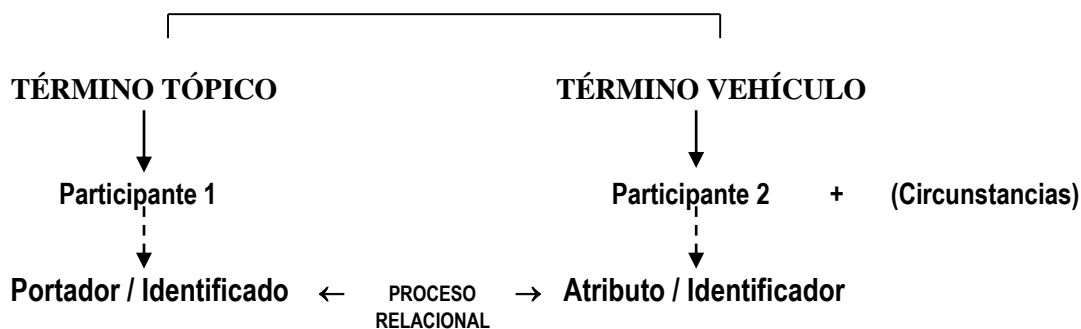 TÉRMINO TÓPICO TÉRMINO VEHÍCULO
Participante 1 Participante 2 + (Circunstancias)
Portador / Identificado ← PROCESO → Atributo / Identificador
RELACIONAL